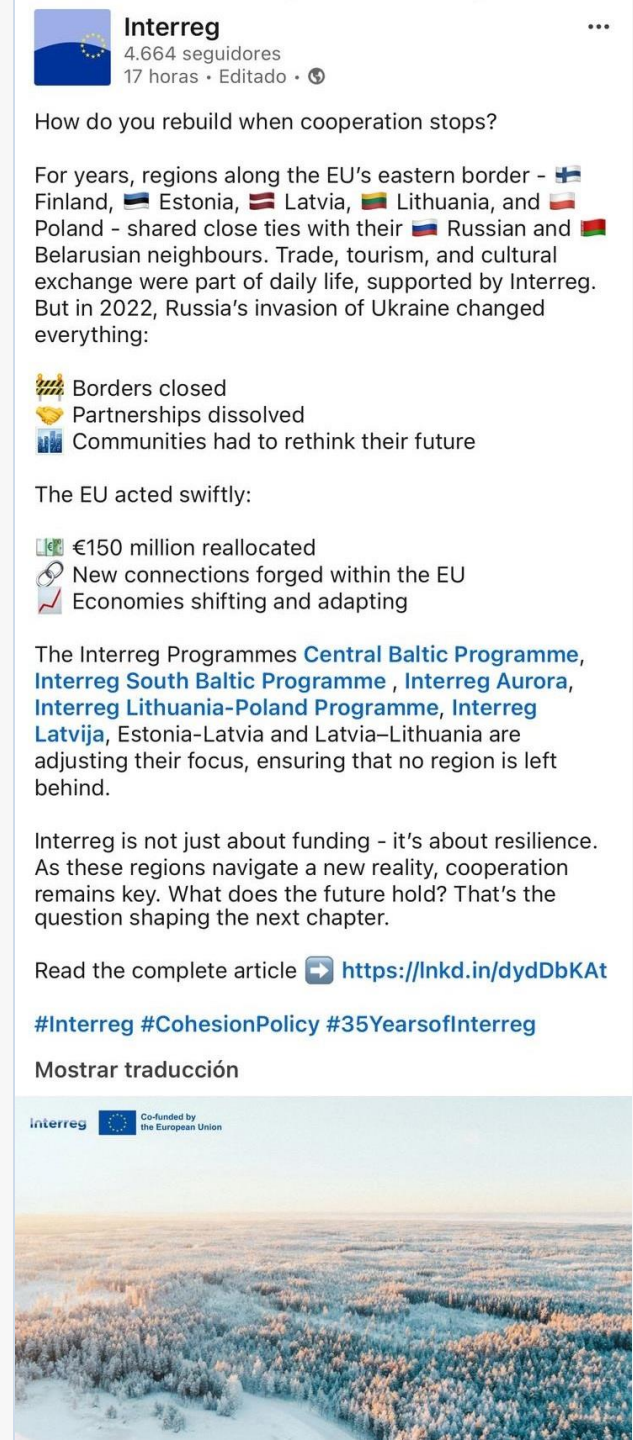 Interreg
4.664 seguidores
17 horas • Editado •
How do you rebuild when cooperation stops?
For years, regions along the EU’s eastern border - 🇫🇮
Finland, 🇪🇪 Estonia, 🇱🇻 Latvia, 🇱🇹 Lithuania, and 🇵🇱
Poland - shared close ties with their 🇷🇺 Russian and 🇧🇾
Belarusian neighbours. Trade, tourism, and cultural
exchange were part of daily life, supported by Interreg.
But in 2022, Russia’s invasion of Ukraine changed
everything:
🚧 Borders closed
🤝 Partnerships dissolved
🏙️ Communities had to rethink their future
The EU acted swiftly:
💶 €150 million reallocated
🔗 New connections forged within the EU
📈 Economies shifting and adapting
The Interreg Programmes Central Baltic Programme,
Interreg South Baltic Programme , Interreg Aurora,
Interreg Lithuania-Poland Programme, Interreg
Latvija, Estonia-Latvia and Latvia–Lithuania are
adjusting their focus, ensuring that no region is left
behind.
Interreg is not just about funding - it’s about resilience.
As these regions navigate a new reality, cooperation
remains key. What does the future hold? That’s the
question shaping the next chapter.
Read the complete article ➡️ https://lnkd.in/dydDbKAt
#Interreg #CohesionPolicy #35YearsofInterreg
Mostrar traducción
Interreg
Co-funded by
the European Union